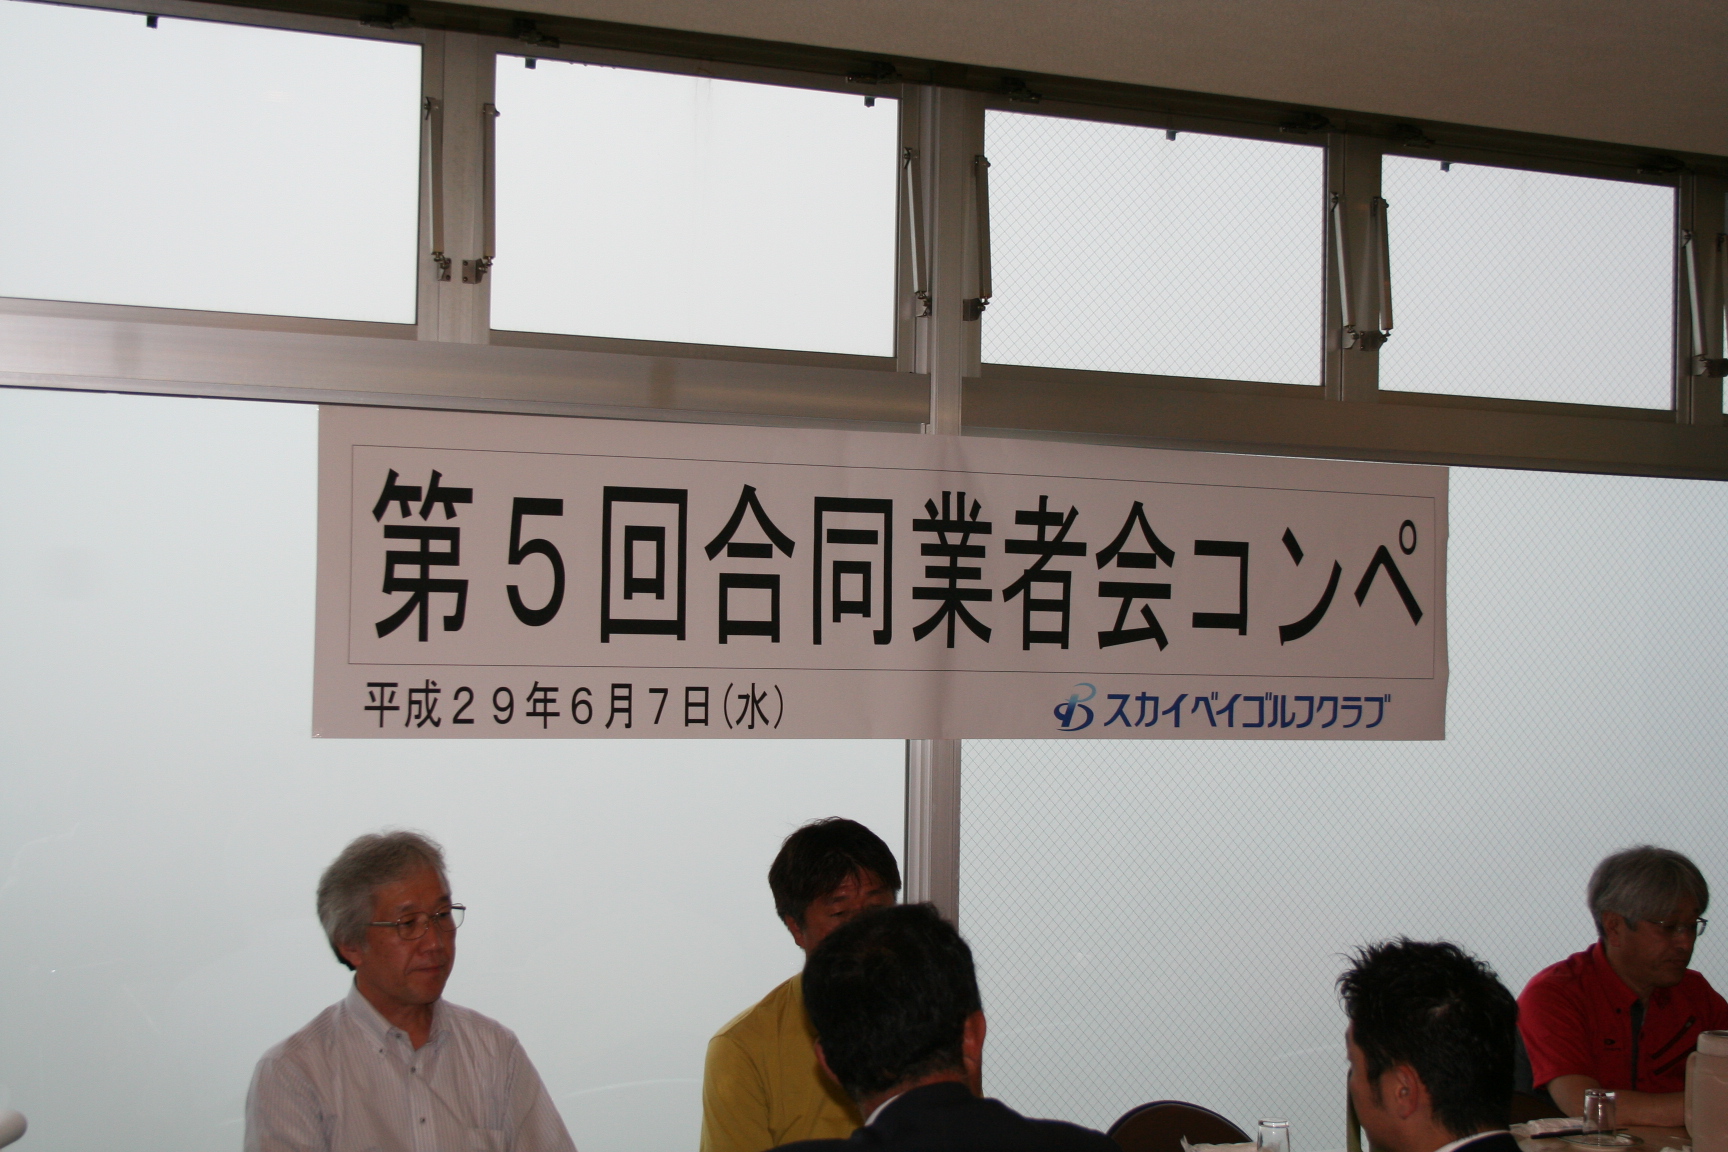 第５回合同業者会コンペ
平成２９年６月７日(水)
スカイベイゴルフクラブ